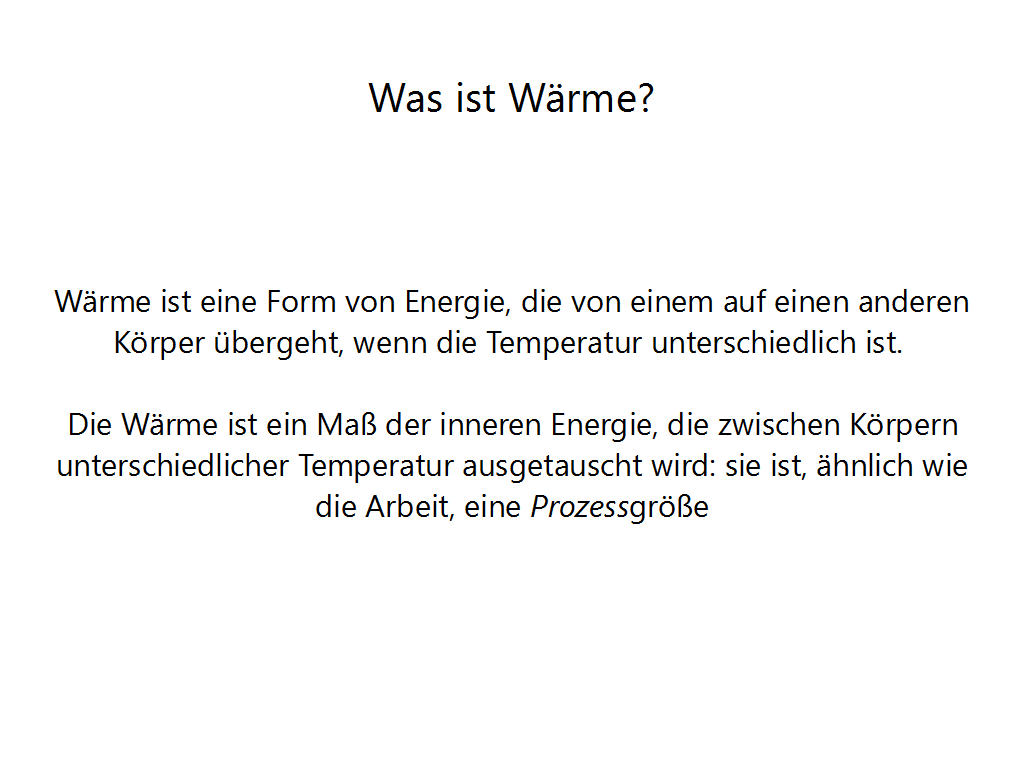 Was ist Wärme?
Wärme ist eine Form von Energie, die von einem auf einen anderen
Körper übergeht, wenn die Temperatur unterschiedlich ist.
Die Wärme ist ein Maß der inneren Energie, die zwischen Körpern
unterschiedlicher Temperatur ausgetauscht wird: sie ist, ähnlich wie
die Arbeit, eine Prozessgröße